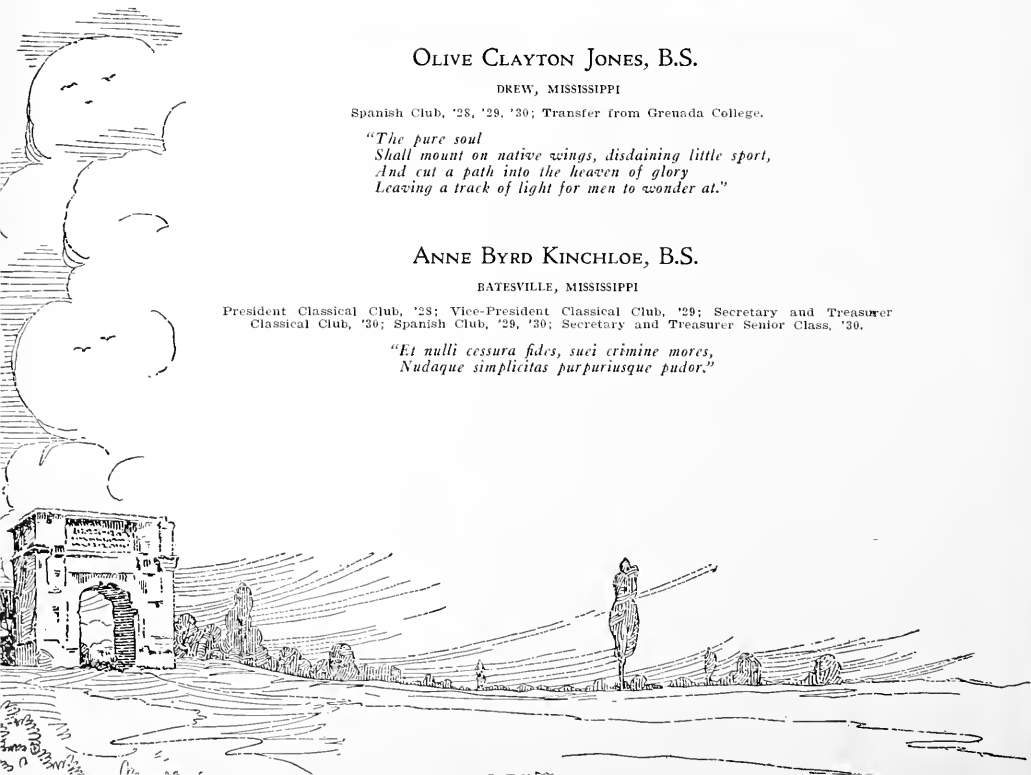 OLIVE CLAYTON JONES, B.S.
DREW, MISSISSIPPI
Spanish Club, '28, '29, '30; Transfer from Grenada College.
"The pure soul
Shall mount on native wings, disdaining little sport,
And cut a path into the heaven of glory
Leaving a track of light for men to wonder at."
ANNE BYRD KINCHLOE, B.S.
BATESVILLE, MISSISSIPPI
President Classical Club, '28; Vice-President Classical Club, '29; Secretary and Treasurer
Classical Club, '30; Spanish Club, '29, '30; Secretary and Treasurer Senior Class, '30.
"Et nulli cessura fides, suei crimine mores,
Nudaque simplicitas purpuriusque pudor."